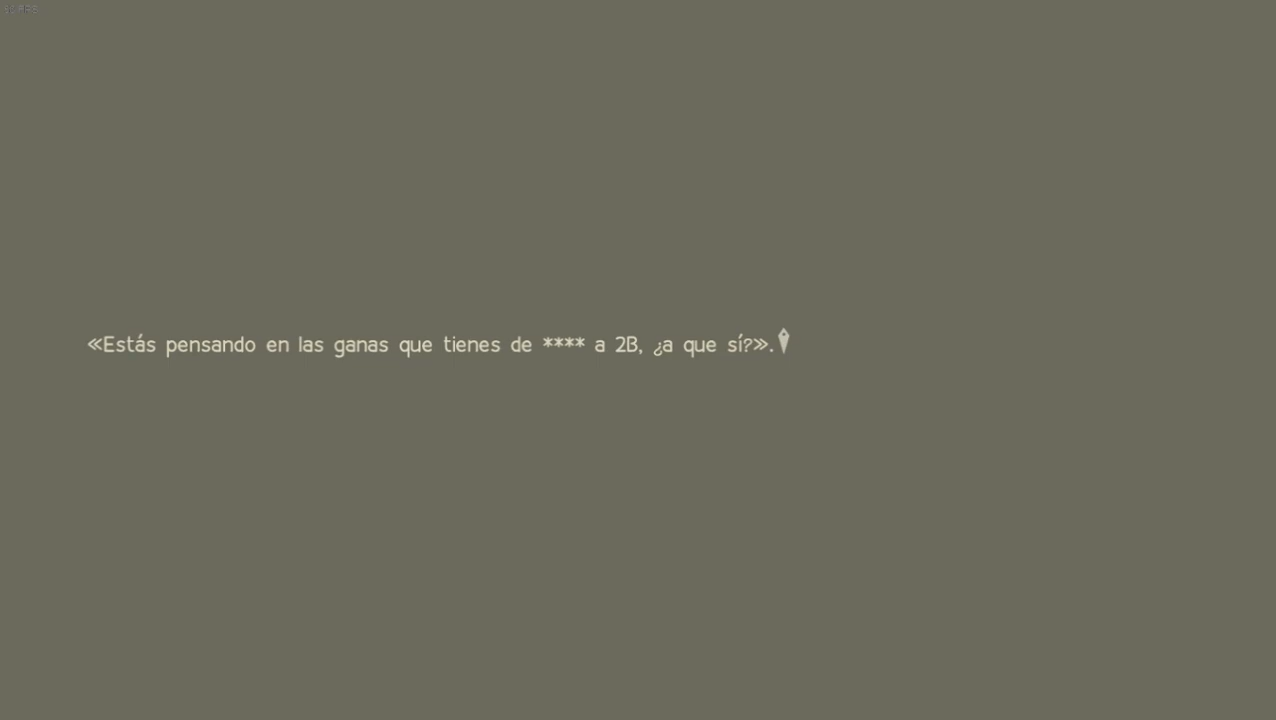 «Estás pensando en las ganas que tienes de **** a 2B, ¿a que sí?».